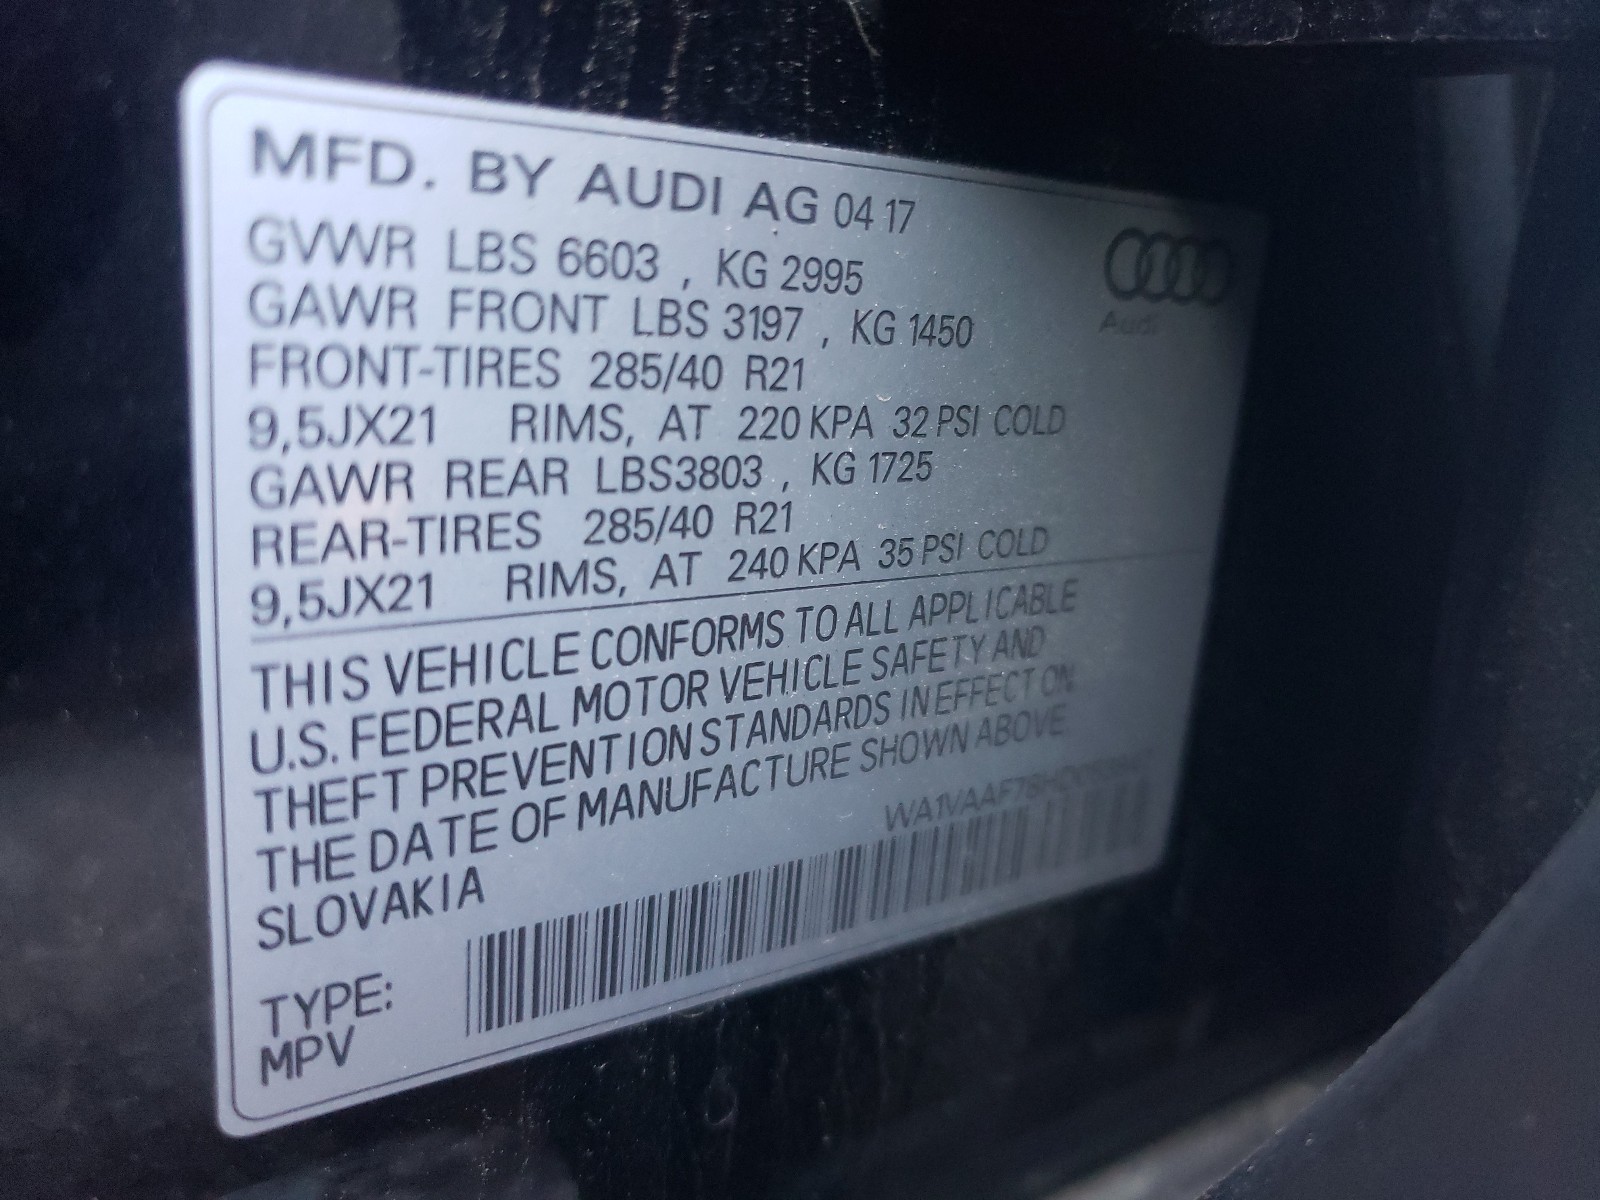 MFD. BY AUDI AG 04 17
GVWR LBS 6603 , KG 2995
GAWR FRONT LBS 3197 , KG 1450
FRONT-TIRES 285/40 R21
9,5JX21 RIMS, AT 220 KPA 32 PSI COLD
GAWR REAR LBS3803 , KG 1725
REAR-TIRES 285/40 R21
9,5JX21 RIMS, AT 240 KPA 35 PSI COLD
Audi
THIS VEHICLE CONFORMS TO ALL APPLICABLE
U.S. FEDERAL MOTOR VEHICLE SAFETY AND
THEFT PREVENTION STANDARDS IN EFFECT ON
THE DATE OF MANUFACTURE SHOWN ABOVE.
SLOVAKIA
TYPE:
MPV